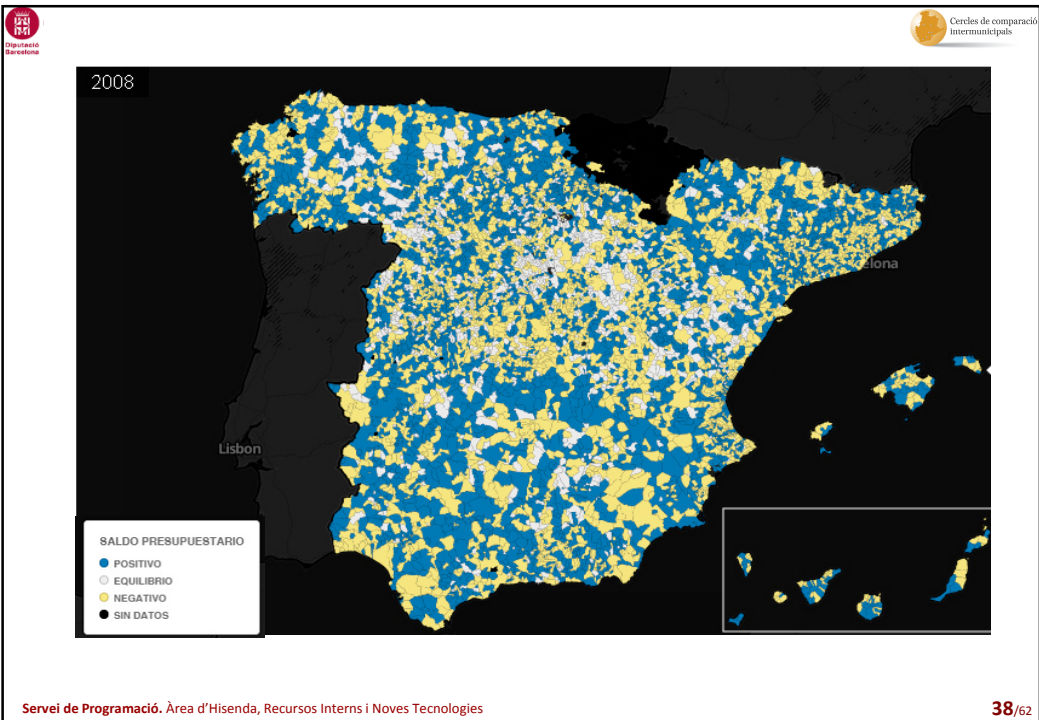 Diputació
Barcelona
Cercles de comparació
intermunicipals
2008
elona
Lisbon
SALDO PRESUPUESTARIO
POSITIVO
EQUILIBRIO
NEGATIVO
SIN DATOS
Servei de Programació. Àrea d'Hisenda, Recursos Interns i Noves Tecnologies
38/62